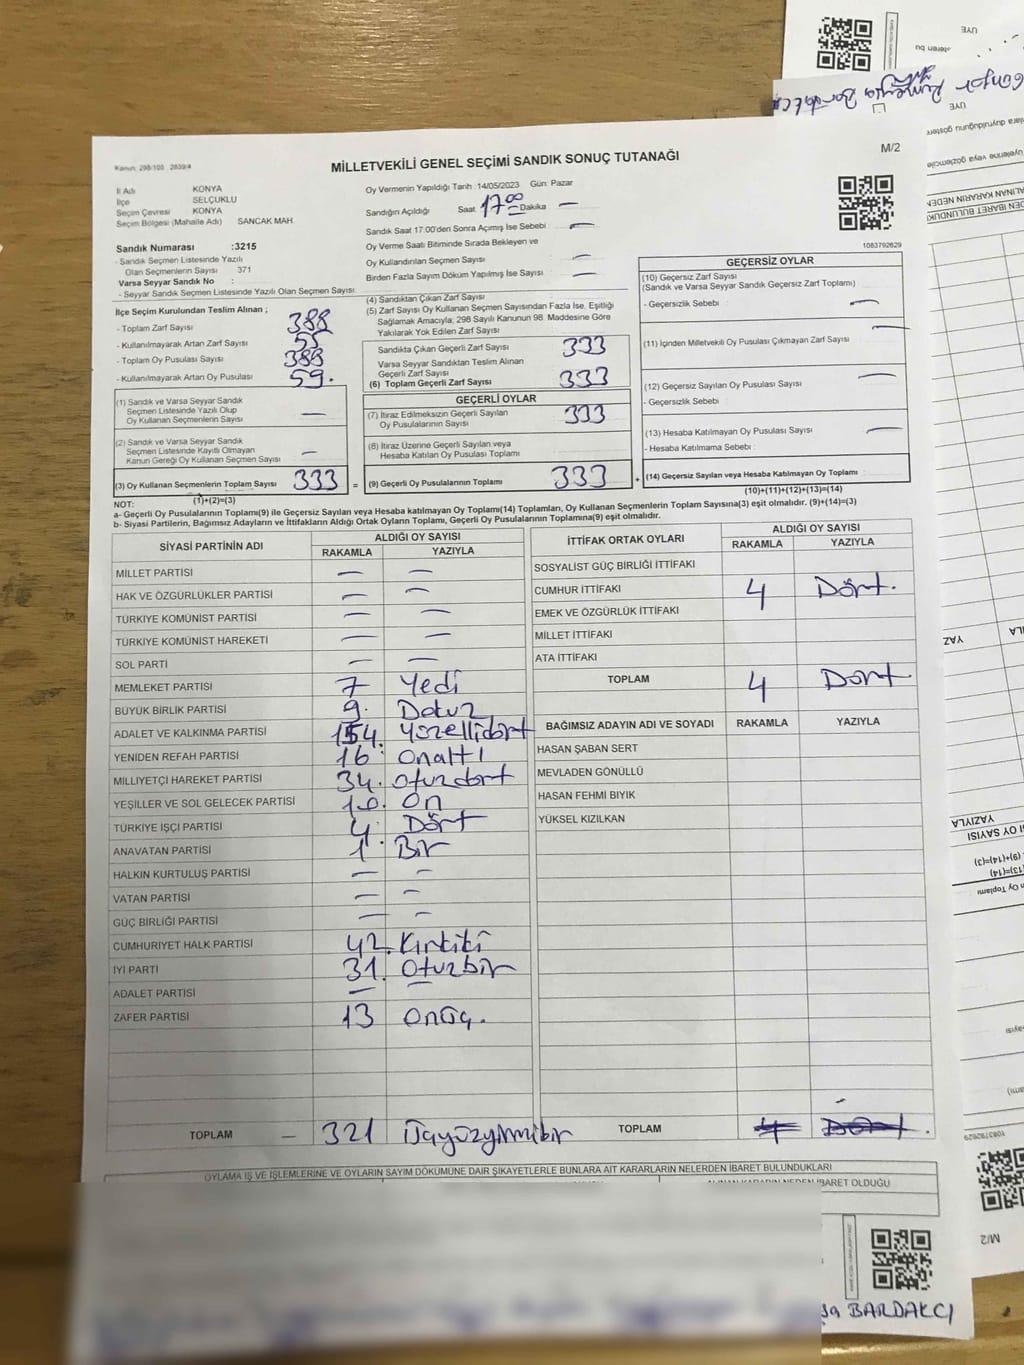 Kanun: 298/105 2839/4
MİLLETVEKİLİ GENEL SEÇİMİ SANDIK SONUÇ TUTANAĞI
M/2
İl Adı KONYA
İlçe SELÇUKLU
Seçim Çevresi KONYA
Seçim Bölgesi (Mahalle Adı) SANCAK MAH.
Sandık Numarası :3215
- Sandık Seçmen Listesinde Yazılı
Olan Seçmenlerin Sayısı 371
Varsa Seyyar Sandık No :
- Seyyar Sandık Seçmen Listesinde Yazılı Olan Seçmen Sayısı
Oy Vermenin Yapıldığı Tarih :14/05/2023 Gün: Pazar
Sandığın Açıldığı Saat 17.00 Dakika —
Sandık Saat 17:00'den Sonra Açımış İse Sebebi —
Oy Verme Saati Bitiminde Sırada Bekleyen ve
Oy Kullandırılan Seçmen Sayısı —
Birden Fazla Sayım Döküm Yapılmış İse Sayısı —
1083792629
İlçe Seçim Kurulundan Teslim Alınan ;
- Toplam Zarf Sayısı 388
- Kullanılmayarak Artan Zarf Sayısı 55
- Toplam Oy Pusulası Sayısı 388
- Kullanılmayarak Artan Oy Pusulası 59.
(1) Sandık ve Varsa Seyyar Sandık
Seçmen Listesinde Yazılı Olup
Oy Kullanan Seçmenlerin Sayısı —
(2) Sandık ve Varsa Seyyar Sandık
Seçmen Listesinde Kayıtlı Olmayan
Kanun Gereği Oy Kullanan Seçmen Sayısı —
(3) Oy Kullanan Seçmenlerin Toplam Sayısı 333 =
(1)+(2)=(3)
(4) Sandıktan Çıkan Zarf Sayısı
(5) Zarf Sayısı Oy Kullanan Seçmen Sayısından Fazla İse, Eşitliği
Sağlamak Amacıyla; 298 Sayılı Kanunun 98. Maddesine Göre
Yakılarak Yok Edilen Zarf Sayısı
Sandıkta Çıkan Geçerli Zarf Sayısı 333
Varsa Seyyar Sandıktan Teslim Alınan
Geçerli Zarf Sayısı
(6) Toplam Geçerli Zarf Sayısı 333
GEÇERLİ OYLAR
(7) İtiraz Edilmeksizin Geçerli Sayılan
Oy Pusulalarının Sayısı 333
(8) İtiraz Üzerine Geçerli Sayılan veya
Hesaba Katılan Oy Pusulası Toplamı
(9) Geçerli Oy Pusulalarının Toplamı 333 +
GEÇERSİZ OYLAR
(10) Geçersiz Zarf Sayısı
(Sandık ve Varsa Seyyar Sandık Geçersiz Zarf Toplamı)
- Geçersizlik Sebebi : —
(11) İçinden Milletvekili Oy Pusulası Çıkmayan Zarf Sayısı —
(12) Geçersiz Sayılan Oy Pusulası Sayısı —
- Geçersizlik Sebebi :
(13) Hesaba Katılmayan Oy Pusulası Sayısı —
- Hesaba Katılmama Sebebi :
(14) Geçersiz Sayılan veya Hesaba Katılmayan Oy Toplamı
(10)+(11)+(12)+(13)=(14)
NOT:
a- Geçerli Oy Pusulalarının Toplamı(9) ile Geçersiz Sayılan veya Hesaba katılmayan Oy Toplamı(14) Toplamları, Oy Kullanan Seçmenlerin Toplam Sayısına(3) eşit olmalıdır. (9)+(14)=(3)
b- Siyasi Partilerin, Bağımsız Adayların ve İttifakların Aldığı Ortak Oyların Toplamı, Geçerli Oy Pusulalarının Toplamına(9) eşit olmalıdır.
SİYASİ PARTİNİN ADI ALDIĞI OY SAYISI
RAKAMLA YAZIYLA
MİLLET PARTİSİ — —
HAK VE ÖZGÜRLÜKLER PARTİSİ — —
TÜRKİYE KOMÜNİST PARTİSİ — —
TÜRKİYE KOMÜNİST HAREKETİ — —
SOL PARTİ — —
MEMLEKET PARTİSİ 7 Yedi
BÜYÜK BİRLİK PARTİSİ 9. Dokuz
ADALET VE KALKINMA PARTİSİ 154. Yüzellidört
YENİDEN REFAH PARTİSİ 16 onaltı
MİLLİYETÇİ HAREKET PARTİSİ 34. otuzdört
YEŞİLLER VE SOL GELECEK PARTİSİ 10. On
TÜRKİYE İŞÇİ PARTİSİ 4. Dört
ANAVATAN PARTİSİ 1 Bir
HALKIN KURTULUŞ PARTİSİ — —
VATAN PARTİSİ — —
GÜÇ BİRLİĞİ PARTİSİ — —
CUMHURİYET HALK PARTİSİ 42. Kırkiki
İYİ PARTİ 31. Otuzbir
ADALET PARTİSİ — —
ZAFER PARTİSİ 13 onüç.
TOPLAM — 321 üçyüzyirmibir
İTTİFAK ORTAK OYLARI ALDIĞI OY SAYISI
RAKAMLA YAZIYLA
SOSYALİST GÜÇ BİRLİĞİ İTTİFAKI
CUMHUR İTTİFAKI 4 Dört.
EMEK VE ÖZGÜRLÜK İTTİFAKI
MİLLET İTTİFAKI
ATA İTTİFAKI
TOPLAM 4 Dört
BAĞIMSIZ ADAYIN ADI VE SOYADI RAKAMLA YAZIYLA
HASAN ŞABAN SERT
MEVLADEN GÖNÜLLÜ
HASAN FEHMİ BIYIK
YÜKSEL KIZILKAN
TOPLAM 4 Dört.
OYLAMA İŞ VE İŞLEMLERİNE VE OYLARIN SAYIM DÖKÜMÜNE DAİR ŞİKAYETLERLE BUNLARA AİT KARARLARIN NELERDEN İBARET BULUNDUKLARI
ALINAN KARARIN NEDEN İBARET OLDUĞU
BARDAKCI
ÜYE
ÜYE
YAZIYLA
OY SAYISI
(9)+(14)=(3)
M/2